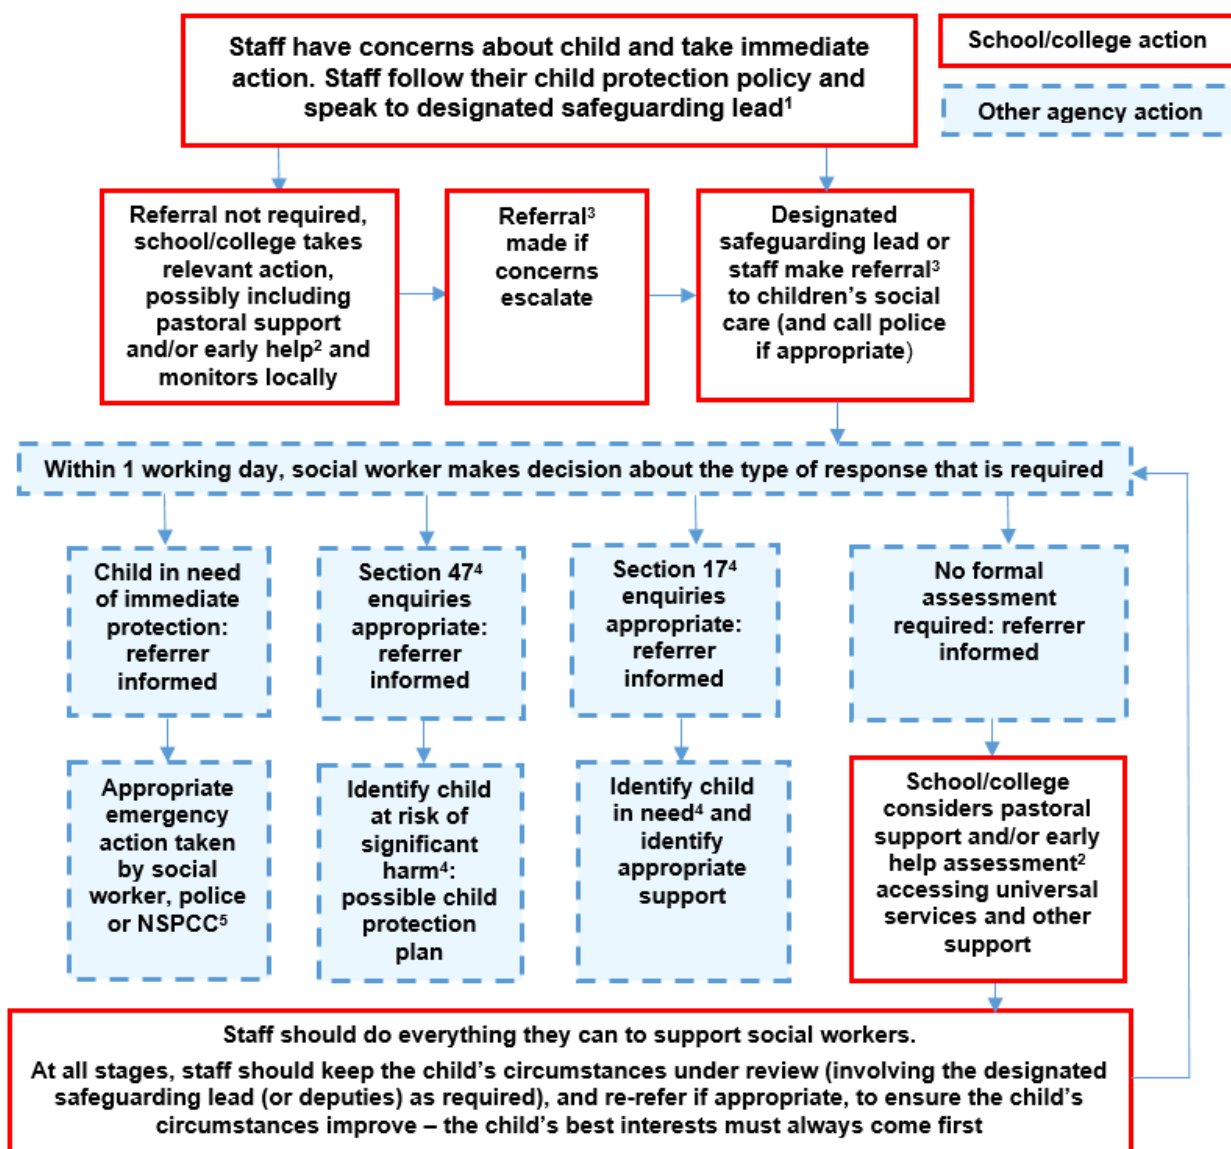 Staff have concerns about child and take immediate
action. Staff follow their child protection policy and
speak to designated safeguarding lead¹
School/college action
Other agency action
Referral not required,
school/college takes
relevant action,
possibly including
pastoral support
and/or early help² and
monitors locally
Referral³
made if
concerns
escalate
Designated
safeguarding lead or
staff make referral³
to children’s social
care (and call police
if appropriate)
Within 1 working day, social worker makes decision about the type of response that is required
Child in need
of immediate
protection:
referrer
informed
Section 47⁴
enquiries
appropriate:
referrer
informed
Section 17⁴
enquiries
appropriate:
referrer
informed
No formal
assessment
required: referrer
informed
Appropriate
emergency
action taken
by social
worker, police
or NSPCC⁵
Identify child
at risk of
significant
harm⁴:
possible child
protection
plan
Identify child
in need⁴ and
identify
appropriate
support
School/college
considers pastoral
support and/or early
help assessment²
accessing universal
services and other
support
Staff should do everything they can to support social workers.
At all stages, staff should keep the child’s circumstances under review (involving the designated
safeguarding lead (or deputies) as required), and re-refer if appropriate, to ensure the child’s
circumstances improve – the child’s best interests must always come first